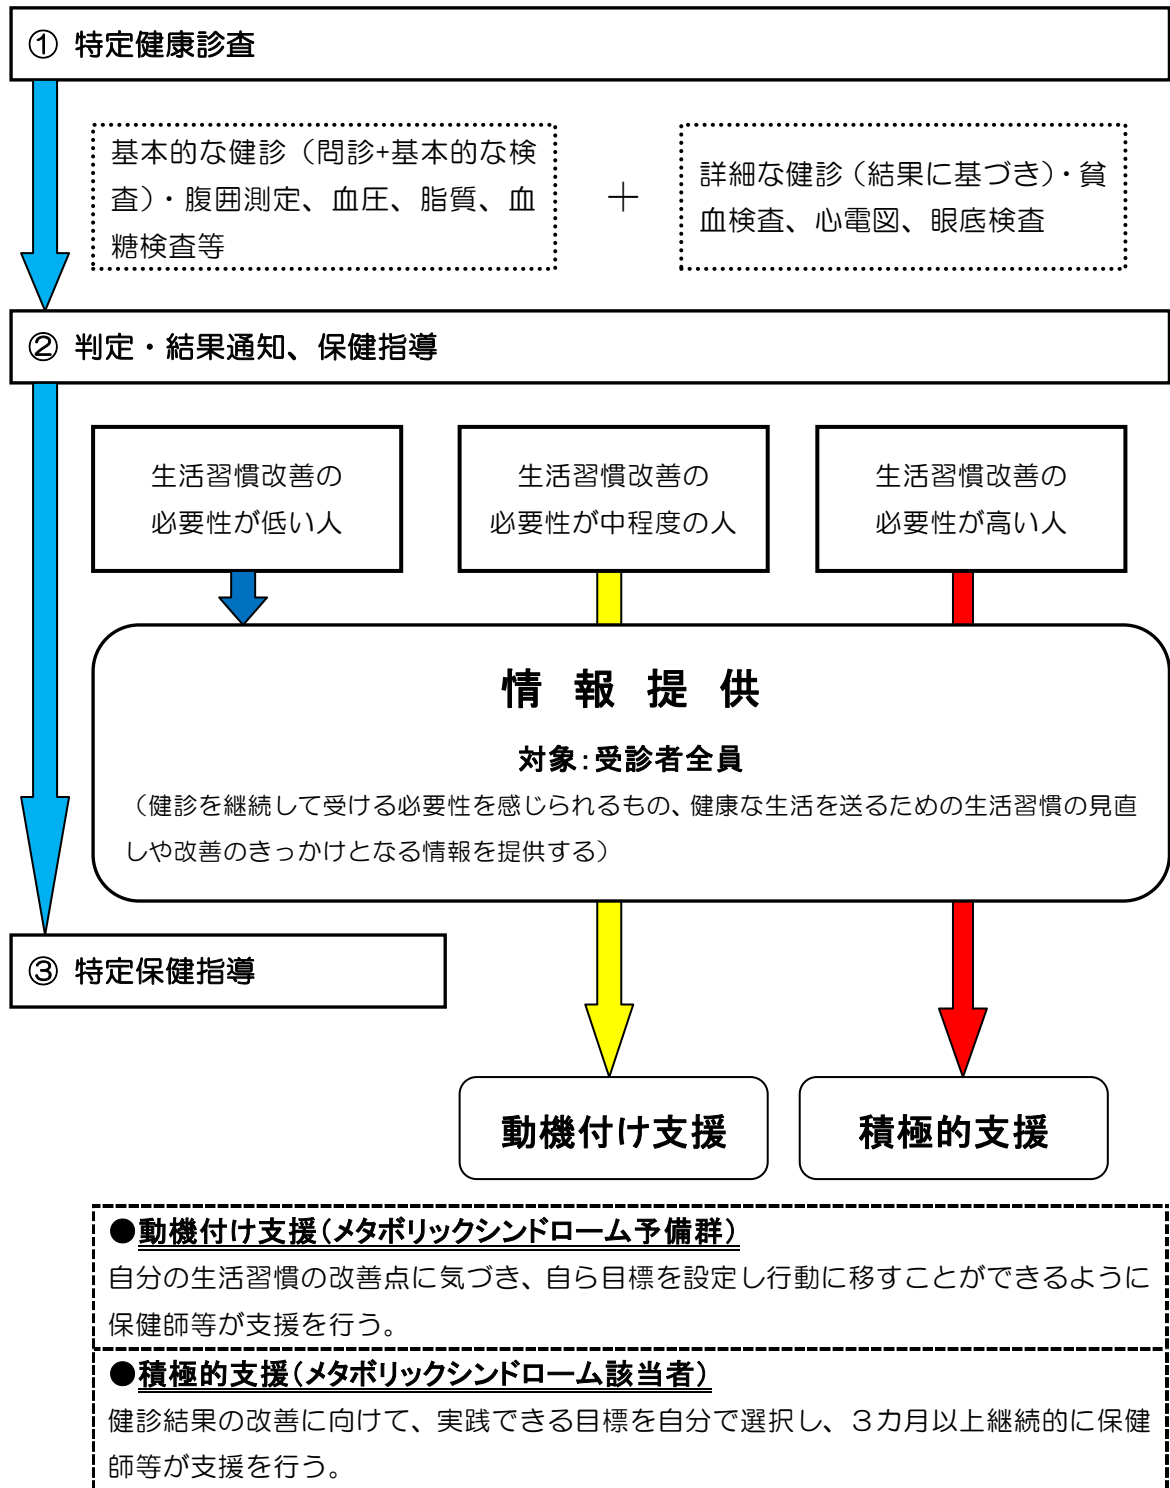 ① 特定健康診査
基本的な健診（問診+基本的な検
査）・腹囲測定、血圧、脂質、血
糖検査等
＋
詳細な健診（結果に基づき）・貧
血検査、心電図、眼底検査
② 判定・結果通知、保健指導
生活習慣改善の
必要性が低い人
生活習慣改善の
必要性が中程度の人
生活習慣改善の
必要性が高い人
情 報 提 供
対象：受診者全員
（健診を継続して受ける必要性を感じられるもの、健康な生活を送るための生活習慣の見直
しや改善のきっかけとなる情報を提供する）
③ 特定保健指導
動機付け支援
積極的支援
●動機付け支援（メタボリックシンドローム予備群）
自分の生活習慣の改善点に気づき、自ら目標を設定し行動に移すことができるように
保健師等が支援を行う。
●積極的支援（メタボリックシンドローム該当者）
健診結果の改善に向けて、実践できる目標を自分で選択し、３カ月以上継続的に保健
師等が支援を行う。